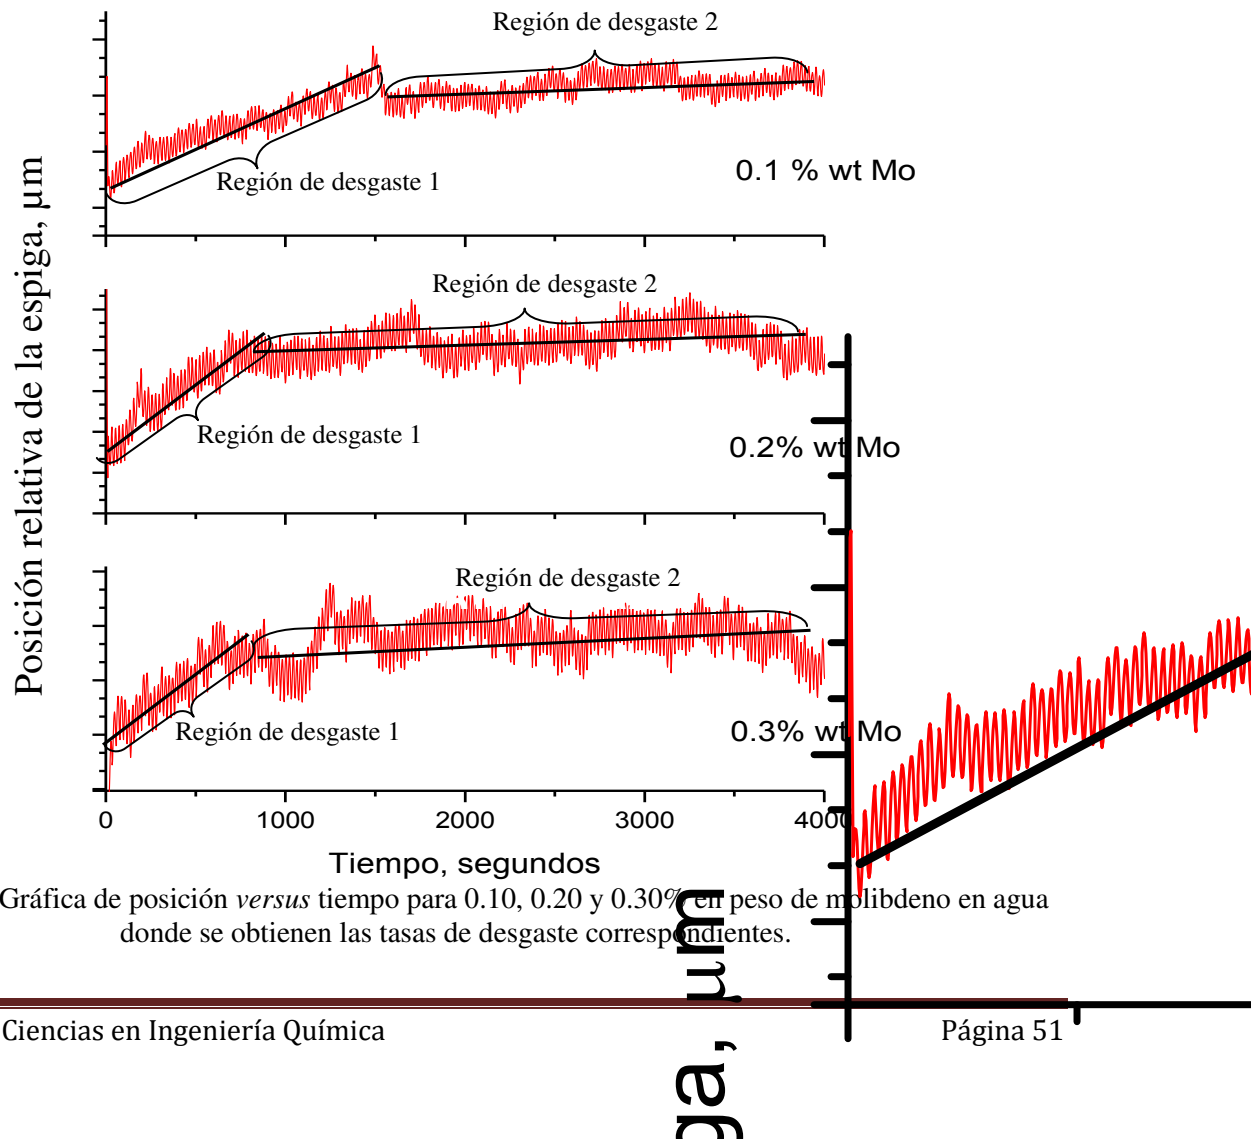 Región de desgaste 2
Región de desgaste 1
0.1 % wt Mo
Posición relativa de la espiga, µm
Región de desgaste 2
Región de desgaste 1
0.2% wt Mo
Región de desgaste 2
Región de desgaste 1
0.3% wt Mo
0 1000 2000 3000 4000
Tiempo, segundos
Gráfica de posición versus tiempo para 0.10, 0.20 y 0.30% en peso de molibdeno en agua
donde se obtienen las tasas de desgaste correspondientes.
ga, µm
Ciencias en Ingeniería Química Página 51